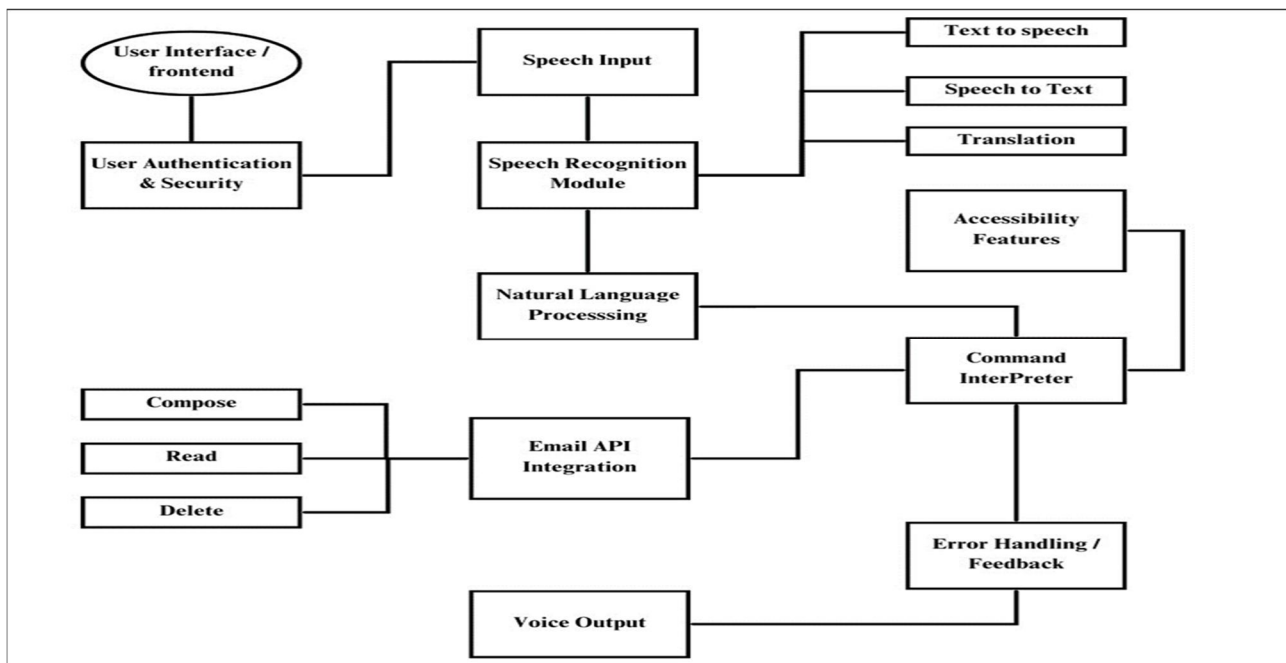 User Interface /
frontend
Speech Input
Text to speech
Speech to Text
User Authentication
& Security
Speech Recognition
Module
Translation
Accessibility
Features
Natural Language
Processsing
Command
InterPreter
Compose
Read
Delete
Email API
Integration
Error Handling /
Feedback
Voice Output